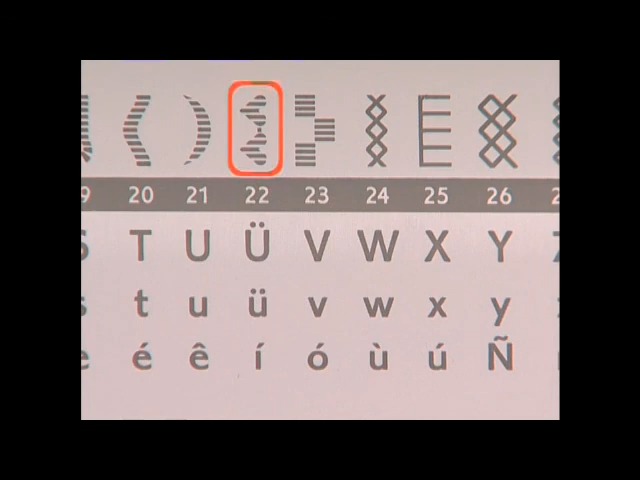 20 21 22 23 24 25 26
T U Ü V W X Y
t u ü v w x y
é ê í ó ù ú Ñ